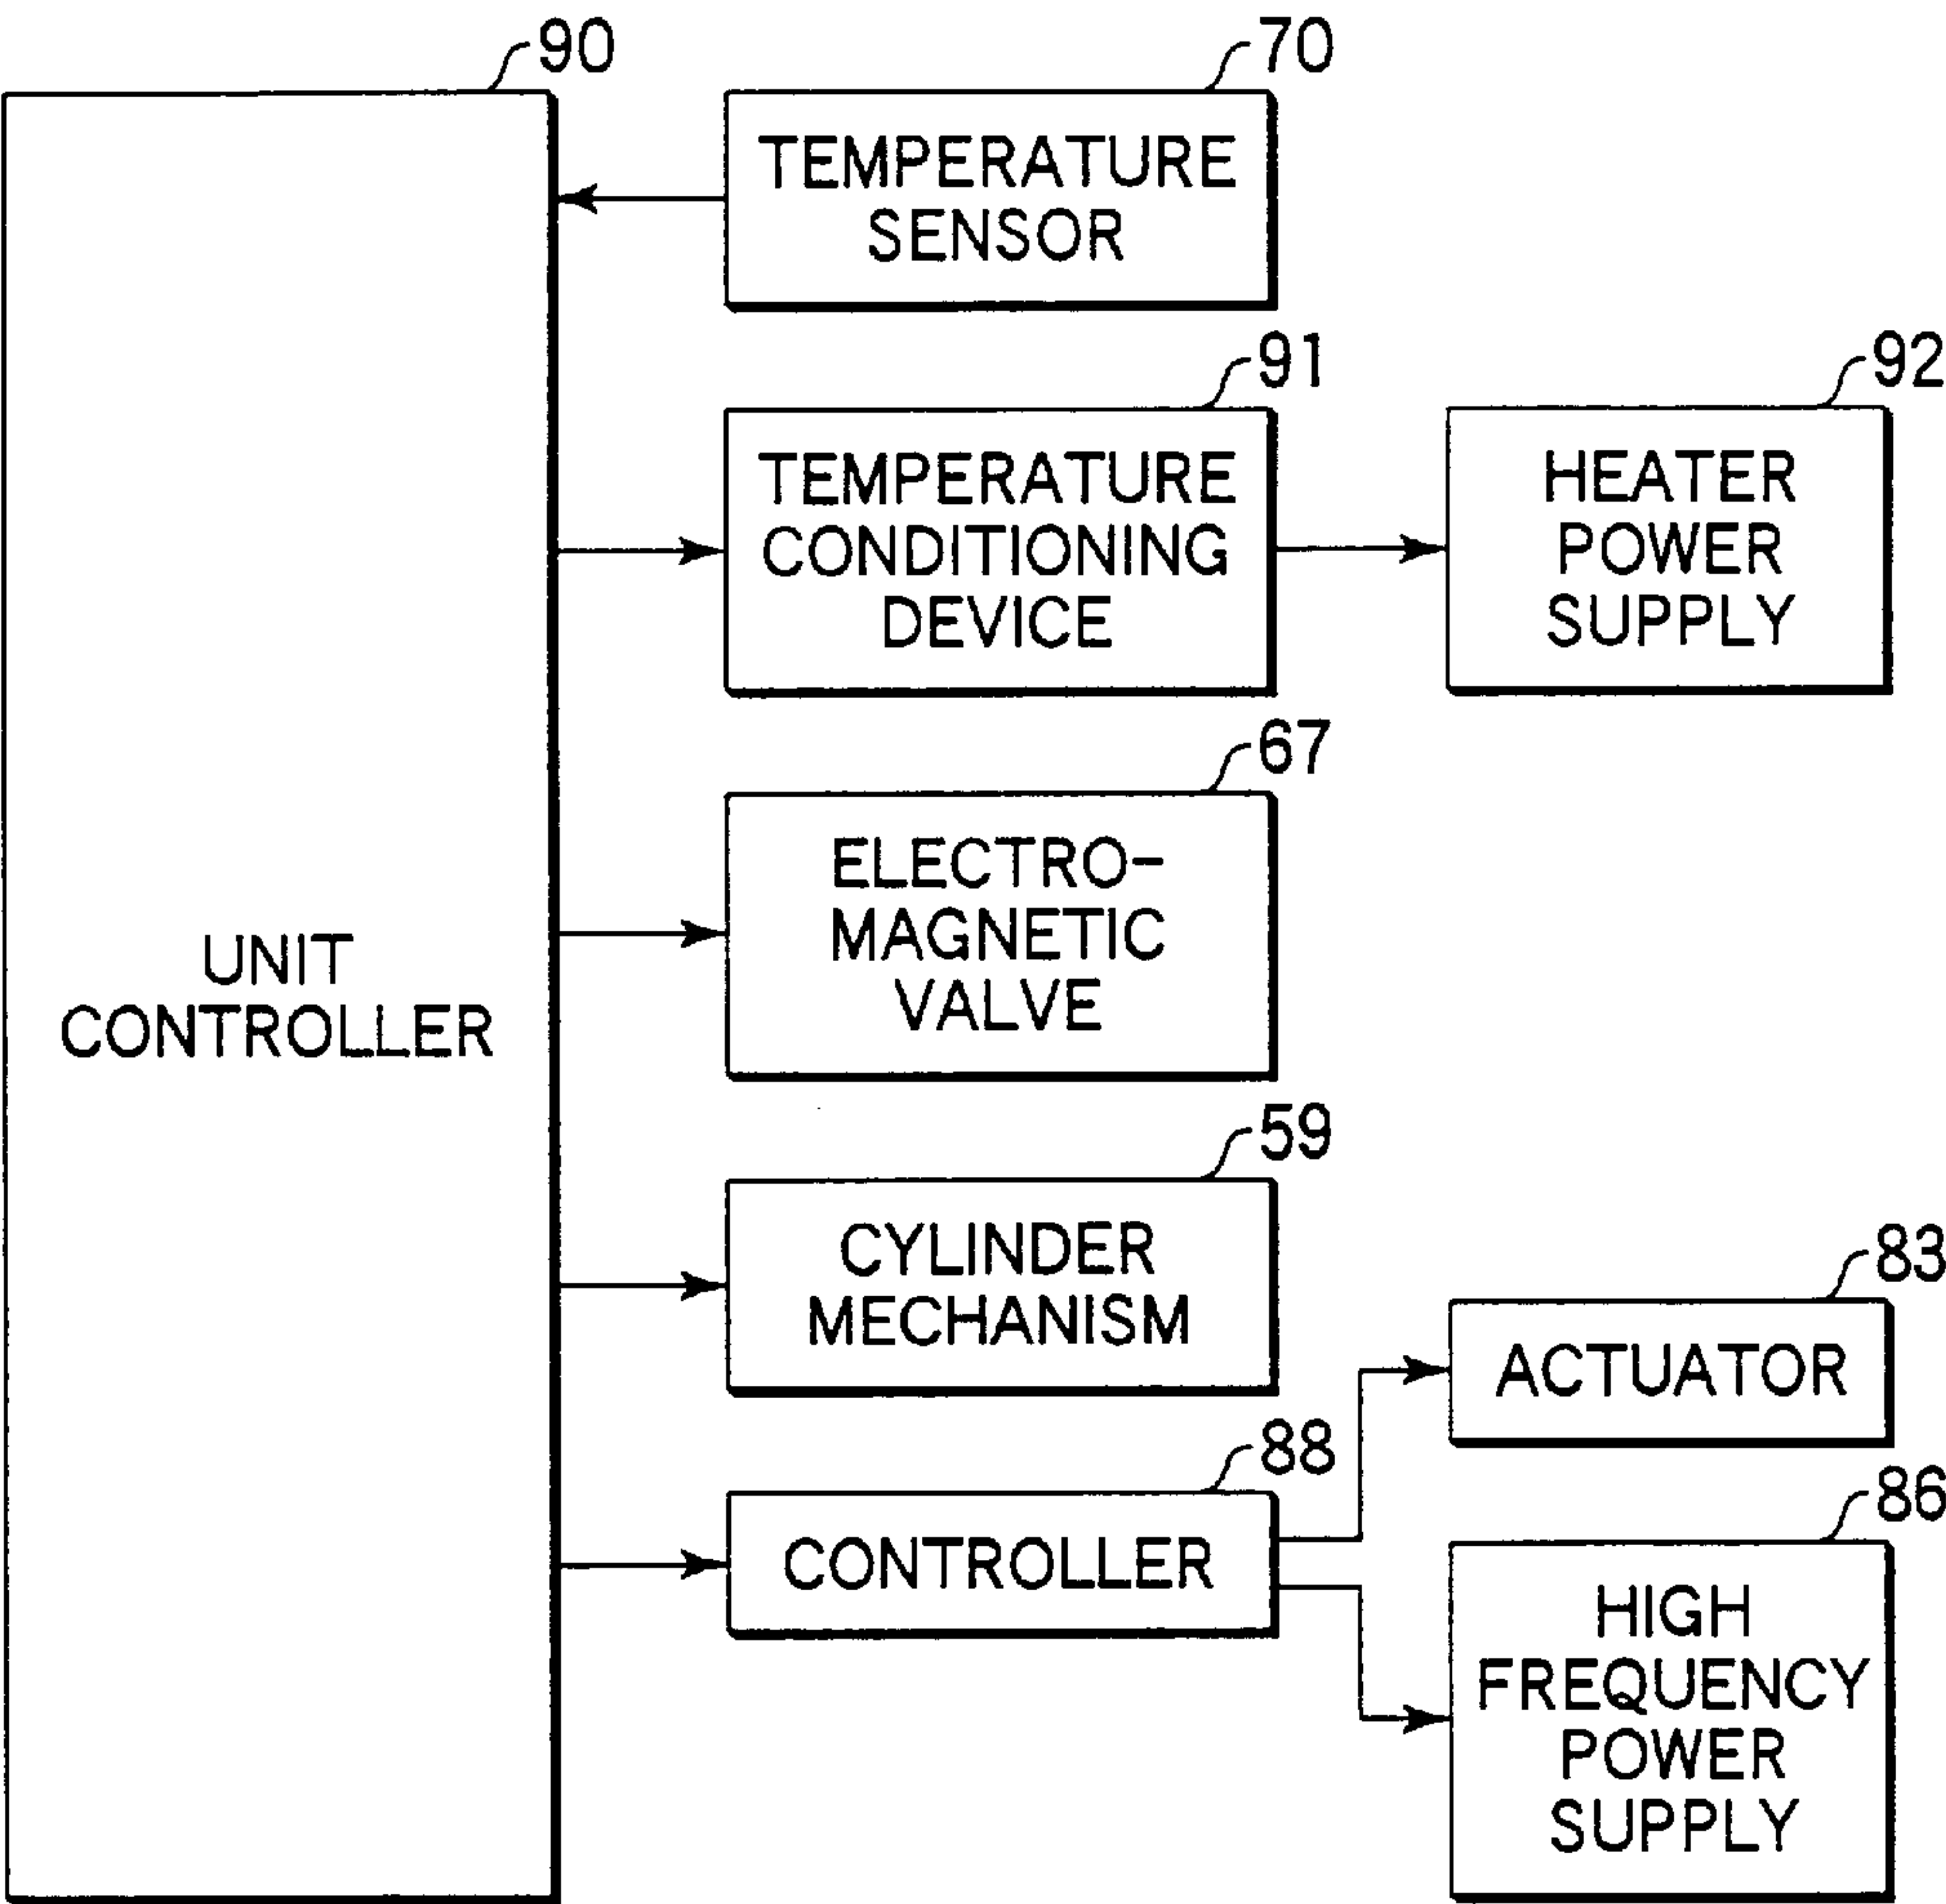 90
UNIT
CONTROLLER
70
TEMPERATURE
SENSOR
91
TEMPERATURE
CONDITIONING
DEVICE
92
HEATER
POWER
SUPPLY
67
ELECTRO-
MAGNETIC
VALVE
59
CYLINDER
MECHANISM
88
CONTROLLER
83
ACTUATOR
86
HIGH
FREQUENCY
POWER
SUPPLY